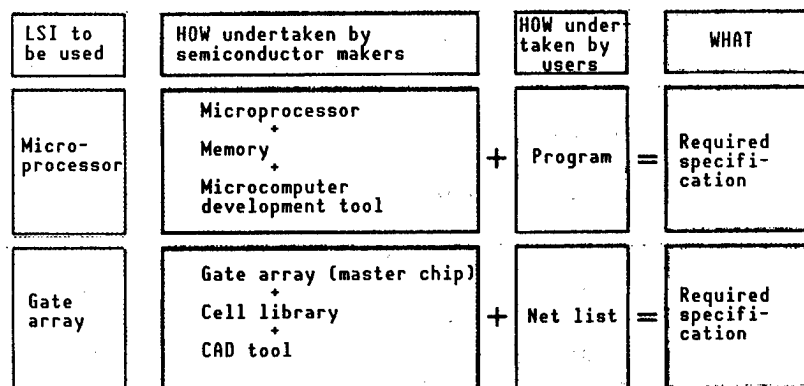 LSI to
be used
HOW undertaken by
semiconductor makers
HOW under-
taken by
users
WHAT
Micro-
processor
Microprocessor
+
Memory
+
Microcomputer
development tool
+
Program
=
Required
specifi-
cation
Gate
array
Gate array (master chip)
+
Cell library
+
CAD tool
+
Net list
=
Required
specifi-
cation